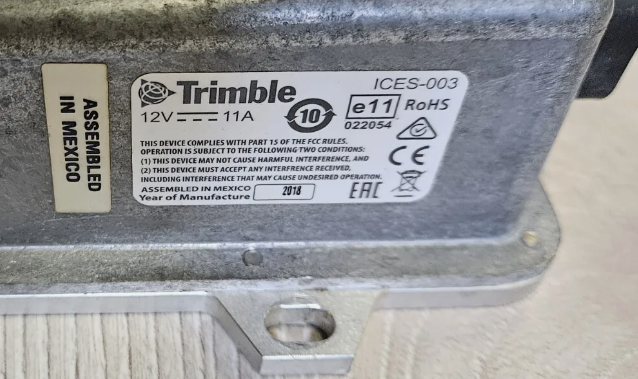 ASSEMBLED
IN MEXICO
Trimble
ICES-003
12V 11A
10
e11 RoHS
022054
THIS DEVICE COMPLIES WITH PART 15 OF THE FCC RULES.
OPERATION IS SUBJECT TO THE FOLLOWING TWO CONDITIONS:
(1) THIS DEVICE MAY NOT CAUSE HARMFUL INTERFERENCE, AND
(2) THIS DEVICE MUST ACCEPT ANY INTERFERENCE RECEIVED,
INCLUDING INTERFERENCE THAT MAY CAUSE UNDESIRED OPERATION.
CE
ASSEMBLED IN MEXICO
Year of Manufacture 2018
EAC